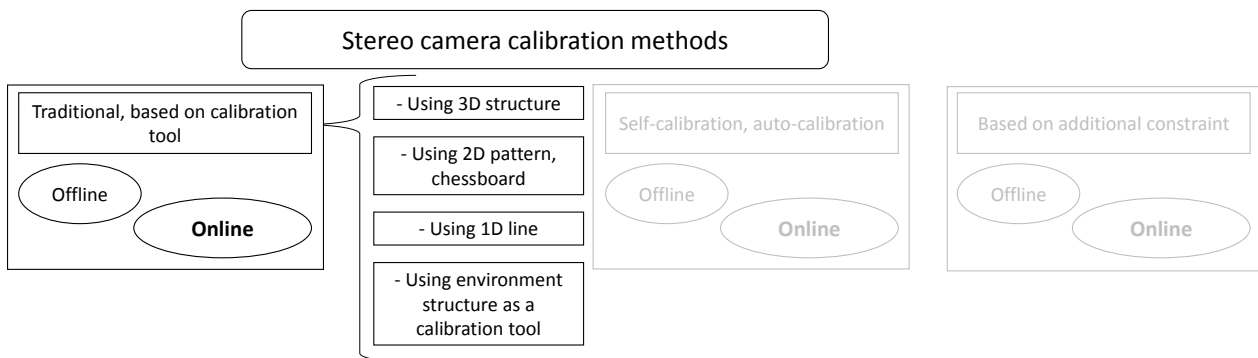 Stereo camera calibration methods
Traditional, based on calibration
tool
Offline
Online
- Using 3D structure
- Using 2D pattern,
chessboard
- Using 1D line
- Using environment
structure as a
calibration tool
Self-calibration, auto-calibration
Offline
Online
Based on additional constraint
Offline
Online